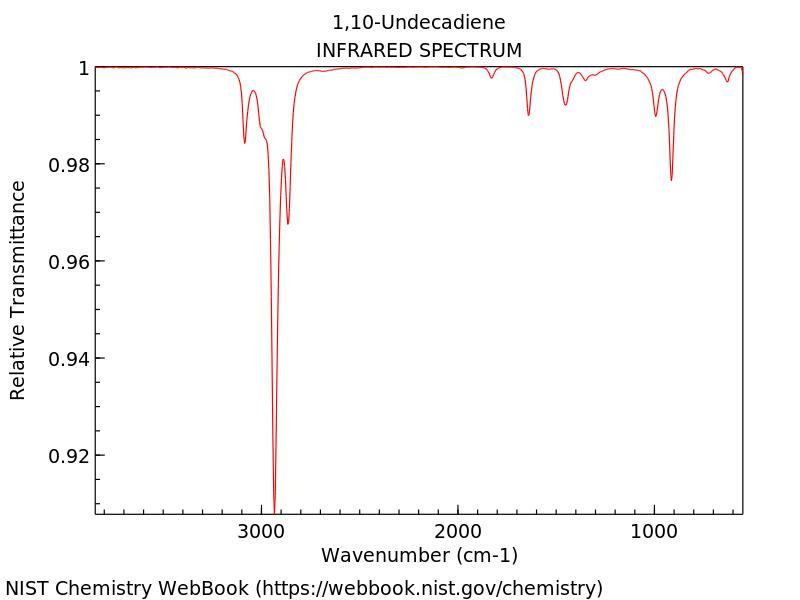 1,10-Undecadiene
INFRARED SPECTRUM
1
0.98
0.96
0.94
0.92
Relative Transmittance
3000 2000 1000
Wavenumber (cm-1)
NIST Chemistry WebBook (https://webbook.nist.gov/chemistry)